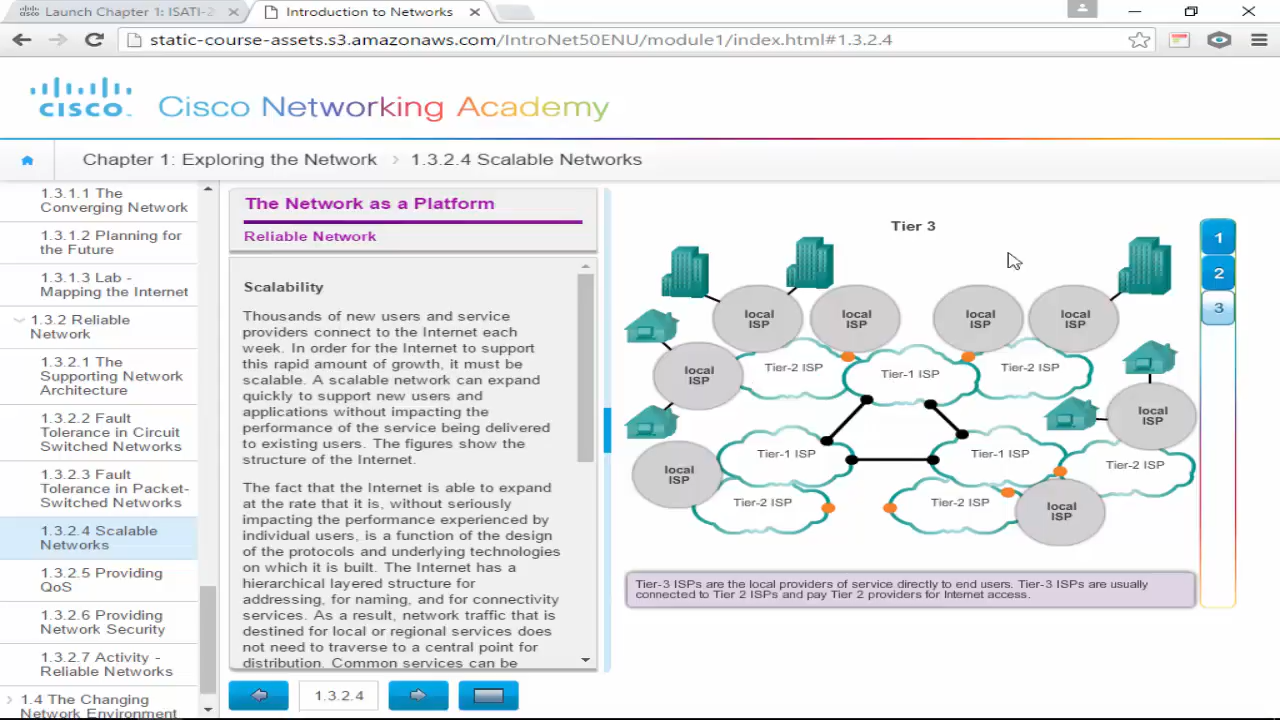 Launch Chapter 1: ISATI-2
Introduction to Networks
static-course-assets.s3.amazonaws.com/IntroNet50ENU/module1/index.html#1.3.2.4
CISCO. Cisco Networking Academy
Chapter 1: Exploring the Network > 1.3.2.4 Scalable Networks
1.3.1.1 The
Converging Network
1.3.1.2 Planning for
the Future
1.3.1.3 Lab -
Mapping the Internet
1.3.2 Reliable
Network
1.3.2.1 The
Supporting Network
Architecture
1.3.2.2 Fault
Tolerance in Circuit
Switched Networks
1.3.2.3 Fault
Tolerance in Packet-
Switched Networks
1.3.2.4 Scalable
Networks
1.3.2.5 Providing
QoS
1.3.2.6 Providing
Network Security
1.3.2.7 Activity -
Reliable Networks
1.4 The Changing
Network Environment
The Network as a Platform
Reliable Network
Scalability
Thousands of new users and service
providers connect to the Internet each
week. In order for the Internet to support
this rapid amount of growth, it must be
scalable. A scalable network can expand
quickly to support new users and
applications without impacting the
performance of the service being delivered
to existing users. The figures show the
structure of the Internet.
The fact that the Internet is able to expand
at the rate that it is, without seriously
impacting the performance experienced by
individual users, is a function of the design
of the protocols and underlying technologies
on which it is built. The Internet has a
hierarchical layered structure for
addressing, for naming, and for connectivity
services. As a result, network traffic that is
destined for local or regional services does
not need to traverse to a central point for
distribution. Common services can be
1.3.2.4
Tier 3
local
ISP
local
ISP
local
ISP
local
ISP
local
ISP
Tier-2 ISP
Tier-1 ISP
Tier-2 ISP
local
ISP
local
ISP
Tier-1 ISP
Tier-1 ISP
Tier-2 ISP
Tier-2 ISP
Tier-2 ISP
local
ISP
1
2
3
Tier-3 ISPs are the local providers of service directly to end users. Tier-3 ISPs are usually
connected to Tier 2 ISPs and pay Tier 2 providers for Internet access.